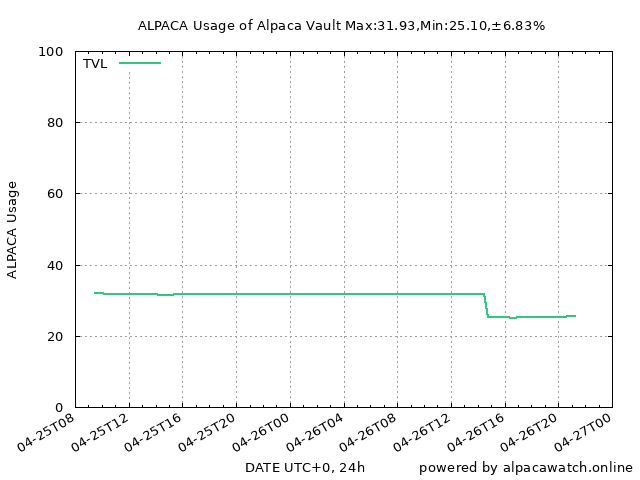 ALPACA Usage of Alpaca Vault Max:31.93,Min:25.10,±6.83%
TVL
ALPACA Usage
100
80
60
40
20
0
04-25T08
04-25T12
04-25T16
04-25T20
04-26T00
04-26T04
04-26T08
04-26T12
04-26T16
04-26T20
04-27T00
DATE UTC+0, 24h
powered by alpacawatch.online